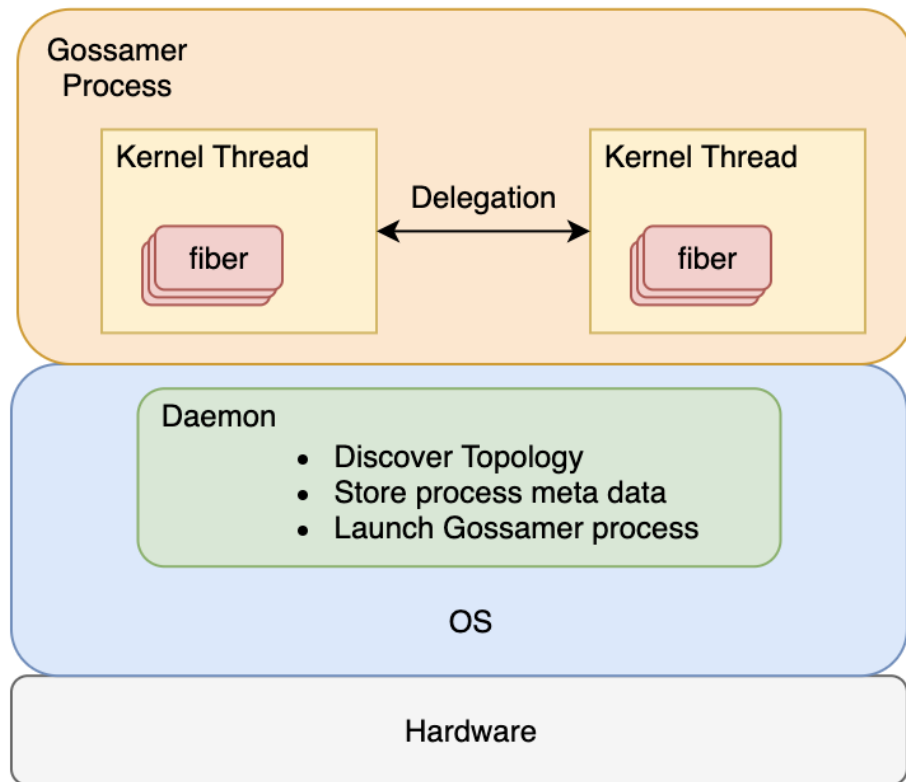 Gossamer
Process
Kernel Thread
Kernel Thread
Delegation
fiber
fiber
Daemon
• Discover Topology
• Store process meta data
• Launch Gossamer process
OS
Hardware